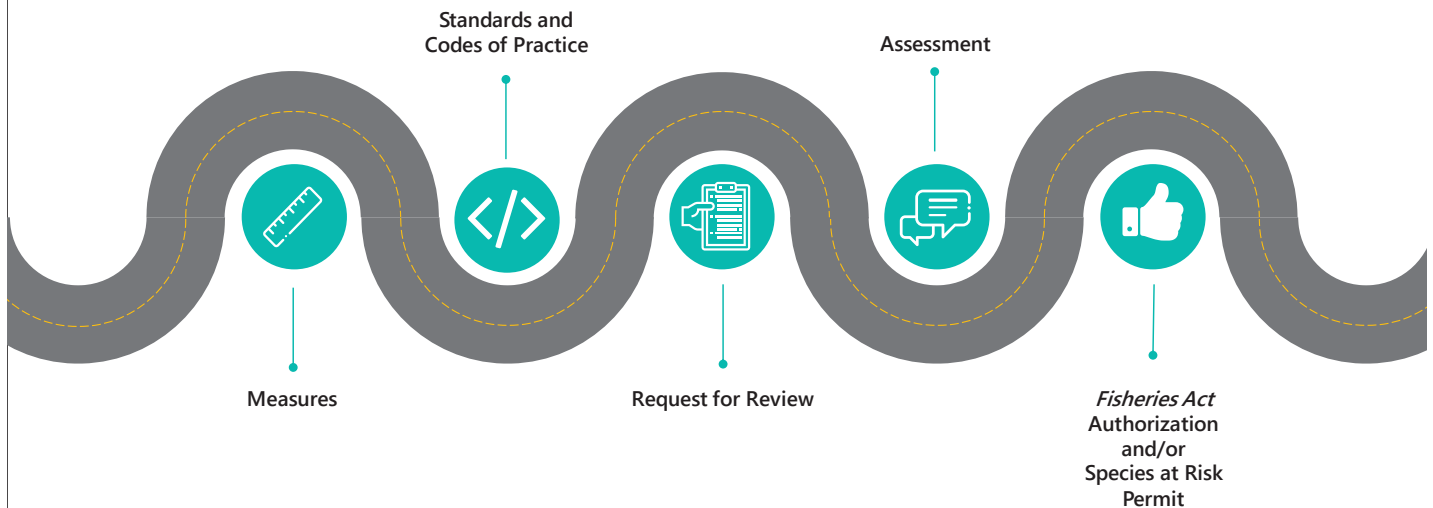 Standards and
Codes of Practice
Assessment
Measures
Request for Review
Fisheries Act
Authorization
and/or
Species at Risk
Permit